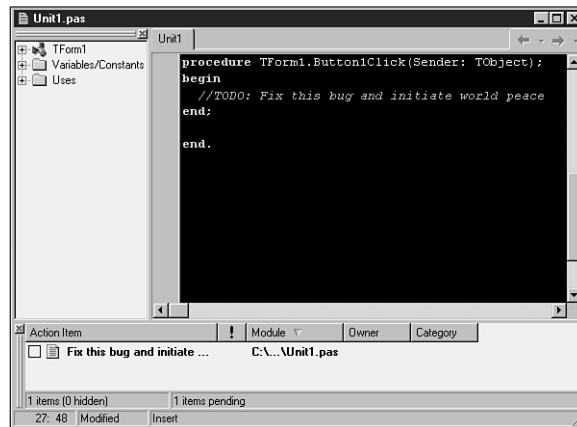 Unit1.pas
Unit1
TForm1
Variables/Constants
Uses
procedure TForm1.Button1Click(Sender: TObject);
begin
//TODO: Fix this bug and initiate world peace
end;
end.
Action Item ! Module Owner Category
Fix this bug and initiate ... C:\...\Unit1.pas
1 items (0 hidden) 1 items pending
27: 48 Modified Insert